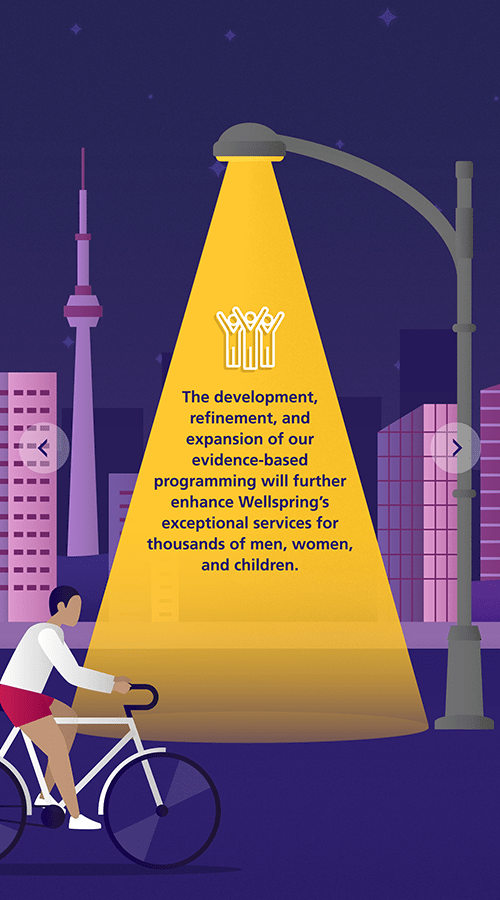 The development,
refinement, and
expansion of our
evidence-based
programming will further
enhance Wellspring’s
exceptional services for
thousands of men, women,
and children.